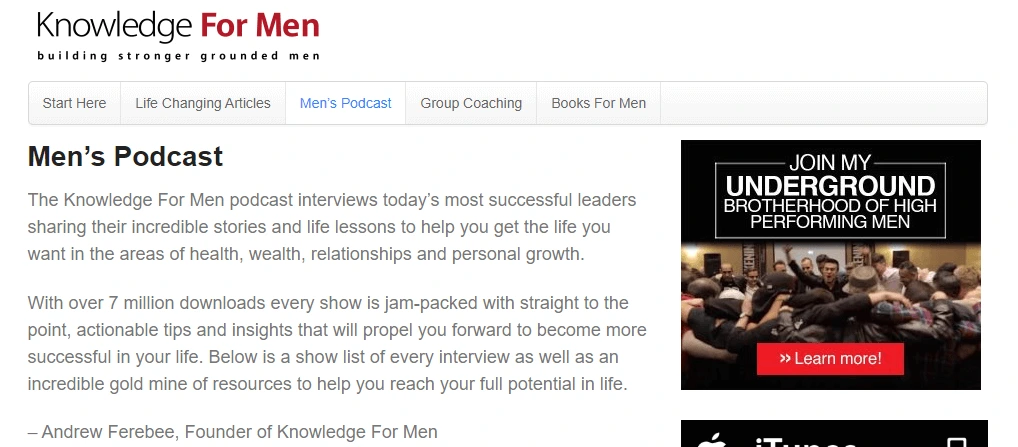 Knowledge For Men
building stronger grounded men
Start Here
Life Changing Articles
Men's Podcast
Group Coaching
Books For Men
Men's Podcast
The Knowledge For Men podcast interviews today's most successful leaders
sharing their incredible stories and life lessons to help you get the life you
want in the areas of health, wealth, relationships and personal growth.
With over 7 million downloads every show is jam-packed with straight to the
point, actionable tips and insights that will propel you forward to become more
successful in your life. Below is a show list of every interview as well as an
incredible gold mine of resources to help you reach your full potential in life.
– Andrew Ferebee, Founder of Knowledge For Men
JOIN MY
UNDERGROUND
BROTHERHOOD OF HIGH
PERFORMING MEN
» Learn more!
iTunes